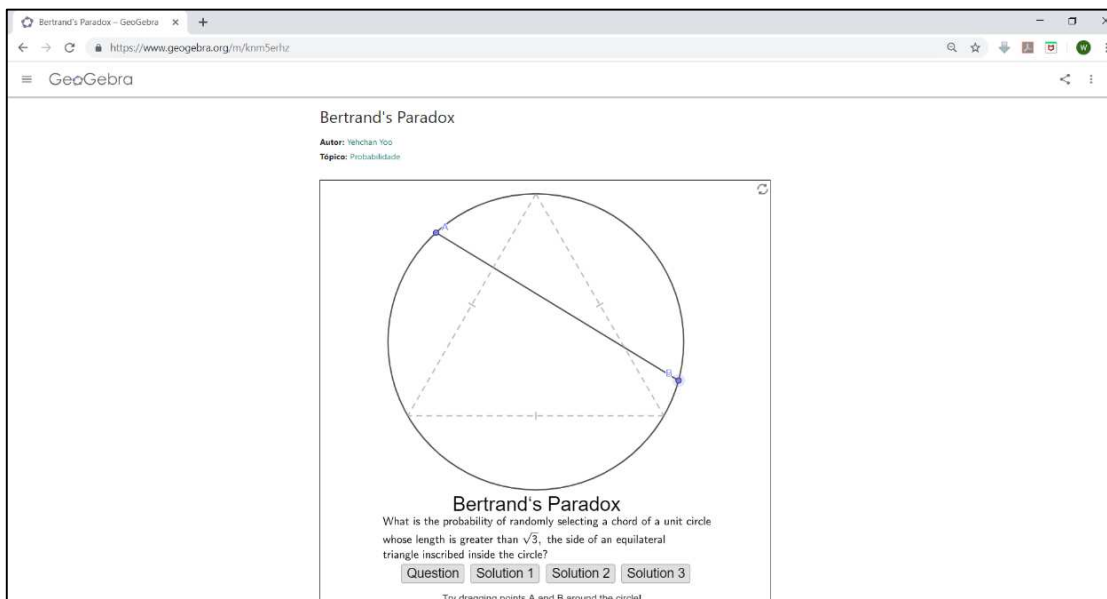 Bertrand's Paradox – GeoGebra
https://www.geogebra.org/m/knm5erhz
W
GeoGebra
Bertrand's Paradox
Autor: Yehchan Yoo
Tópico: Probabilidade
A
B
Bertrand's Paradox
What is the probability of randomly selecting a chord of a unit circle
whose length is greater than √3, the side of an equilateral
triangle inscribed inside the circle?
Question Solution 1 Solution 2 Solution 3
Try dragging points A and B around the circle!